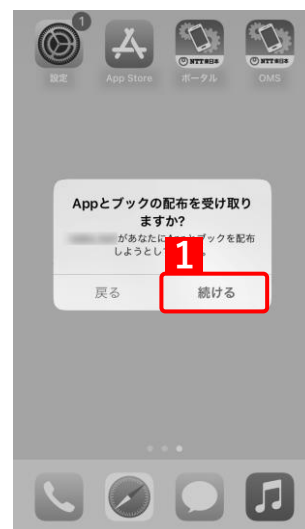 1
設定
App Store
ポータル
OMS
NTT東日本
NTT東日本
Appとブックの配布を受け取り
ますか?
があなたにAppとブックを配布
しようとして
。
1
戻る
続ける